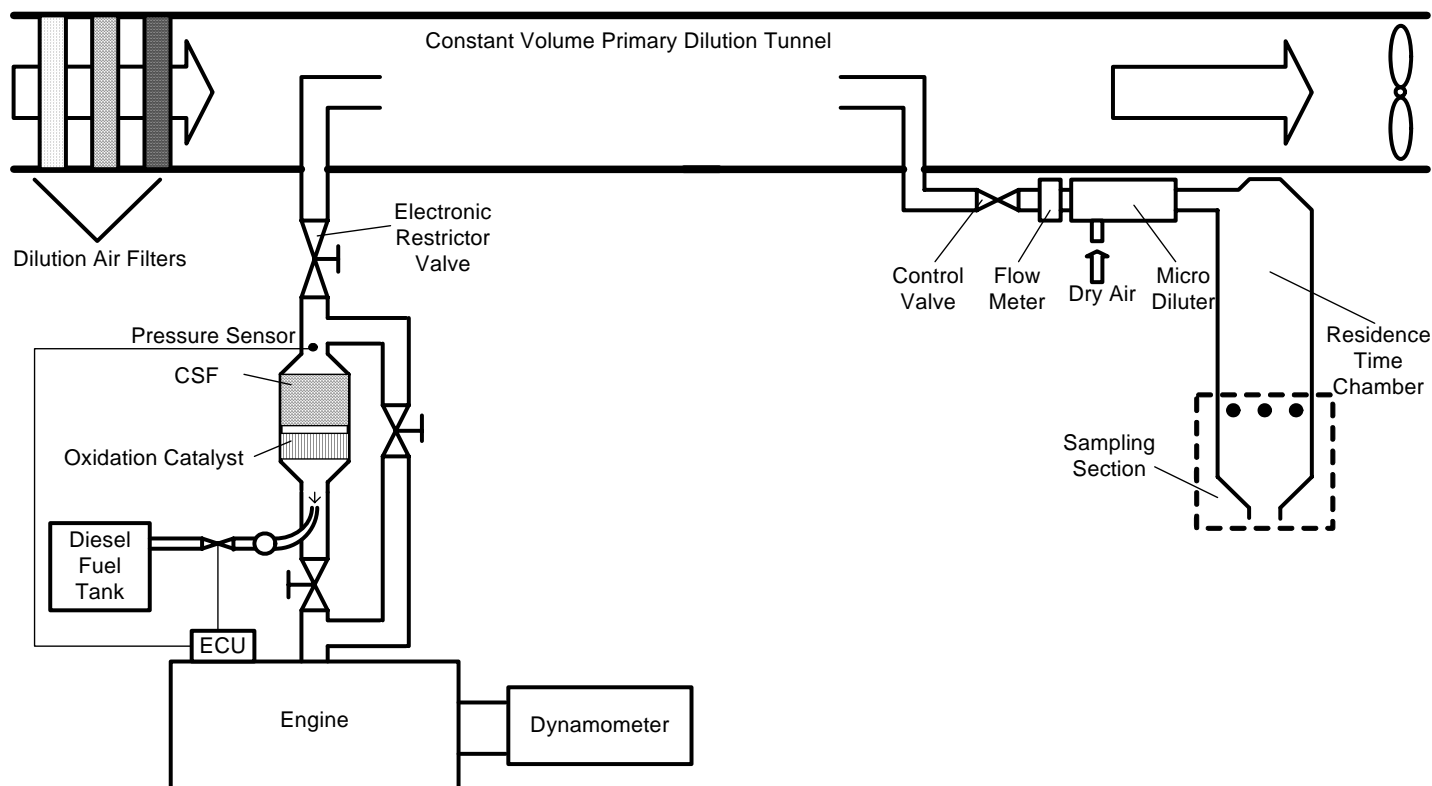 Constant Volume Primary Dilution Tunnel
Dilution Air Filters
Electronic
Restrictor
Valve
Control
Valve
Flow
Meter
Dry Air
Micro
Diluter
Pressure Sensor
CSF
Oxidation Catalyst
Residence
Time
Chamber
Sampling
Section
Diesel
Fuel
Tank
ECU
Engine
Dynamometer